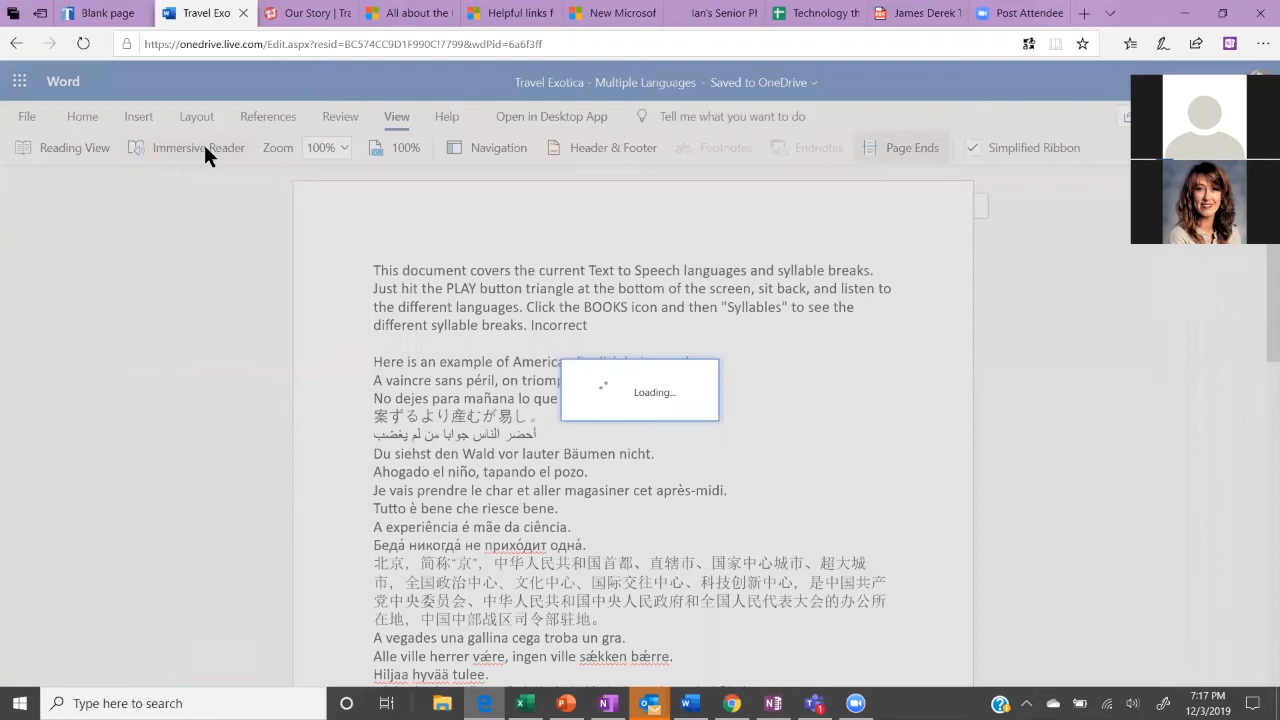 Blank page
Travel Exo
Our Story | Tra
All about the I
Helpful links f
New Microsof
Ian's Senior Pl
Technology th
James Derek T
Post Attendee
https://onedrive.live.com/Edit.aspx?resid=BC574CC9D1F990C!7799&wdPid=6a6f3ff
Word
Travel Exotica - Multiple Languages - Saved to OneDrive
File Home Insert Layout References Review View Help Open in Desktop App Tell me what you want to do
Reading View Immersive Reader Zoom 100% 100% Navigation Header & Footer Footnotes Endnotes Page Ends Simplified Ribbon
This document covers the current Text to Speech languages and syllable breaks.
Just hit the PLAY button triangle at the bottom of the screen, sit back, and listen to
the different languages. Click the BOOKS icon and then "Syllables" to see the
different syllable breaks. Incorrect
Here is an example of America
A vaincre sans péril, on triomp
No dejes para mañana lo que
案ずるより産むが易し。
أحضر الناس جوابا من لم يغضب
Loading...
Du siehst den Wald vor lauter Bäumen nicht.
Ahogado el niño, tapando el pozo.
Je vais prendre le char et aller magasiner cet après-midi.
Tutto è bene che riesce bene.
A experiência é mãe da ciência.
Беда́ никогда́ не прихо́дит одна́.
北京，简称“京”，中华人民共和国首都、直辖市、国家中心城市、超大城
市，全国政治中心、文化中心、国际交往中心、科技创新中心，是中国共产
党中央委员会、中华人民共和国中央人民政府和全国人民代表大会的办公所
在地，中国中部战区司令部驻地。
A vegades una gallina cega troba un gra.
Alle ville herrer vǽre, ingen ville sǽkken bǽrre.
Hiljaa hyvää tulee.
Type here to search
7:17 PM
12/3/2019